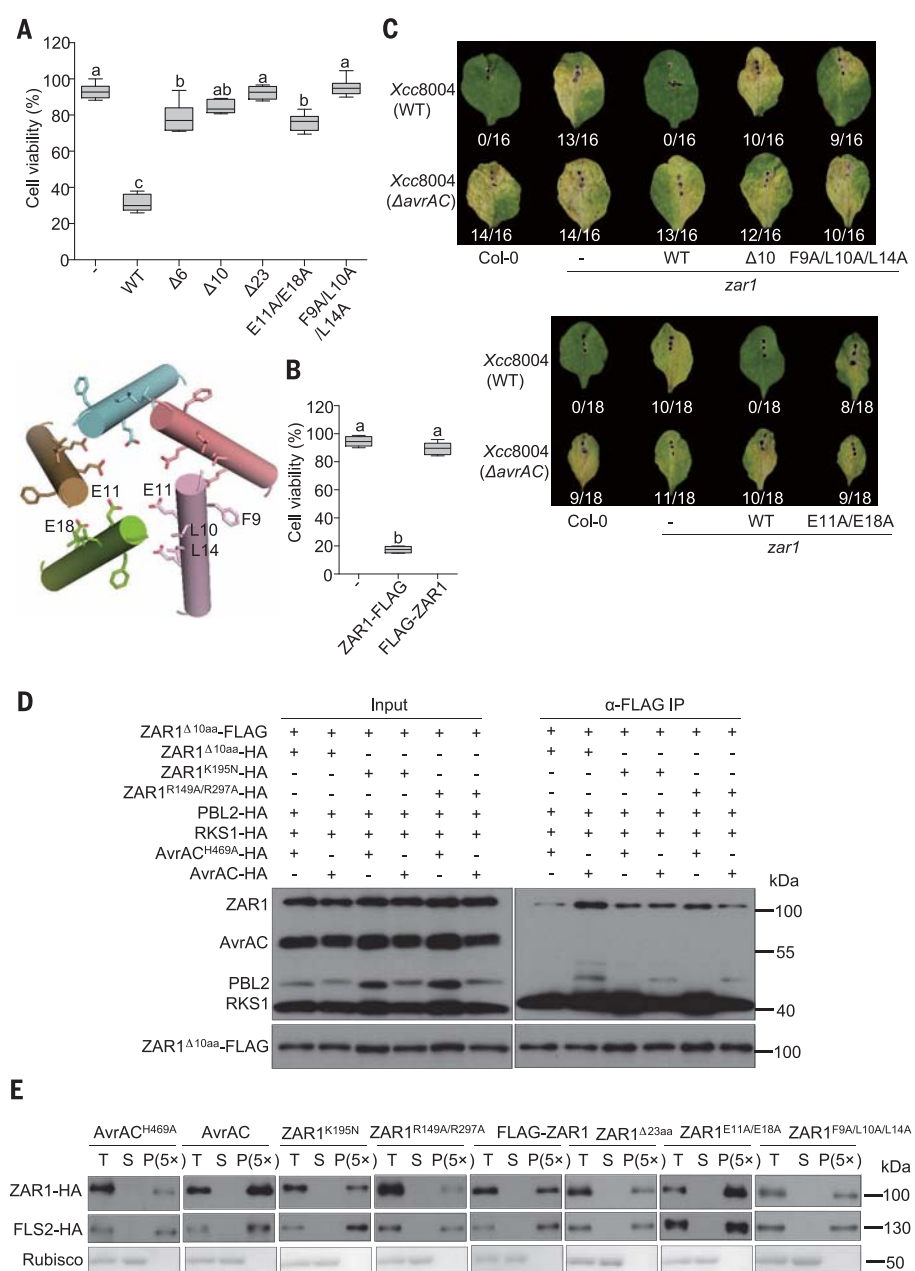 A
120
100
80
60
40
20
0
Cell viability (%)
a
c
b
ab
a
b
a
-
WT
Δ6
Δ10
Δ23
E11A/E18A
F9A/L10A
/L14A
E11
E11
E18
F9
L10
L14
B
120
100
80
60
40
20
0
Cell viability (%)
a
b
a
-
ZAR1-FLAG
FLAG-ZAR1
C
Xcc8004
(WT)
0/16 13/16 0/16 10/16 9/16
Xcc8004
(ΔavrAC)
14/16 14/16 13/16 12/16 10/16
Col-0 - WT Δ10 F9A/L10A/L14A
zar1
Xcc8004
(WT)
0/18 10/18 0/18 8/18
Xcc8004
(ΔavrAC)
9/18 11/18 10/18 9/18
Col-0 - WT E11A/E18A
zar1
D
Input α-FLAG IP
ZAR1Δ10aa-FLAG + + + + + + + + + + + +
ZAR1Δ10aa-HA + + - - - - + + - - - -
ZAR1K195N-HA - - + + - - - - + + - -
ZAR1R149A/R297A-HA - - - - + + - - - - + +
PBL2-HA + + + + + + + + + + + +
RKS1-HA + + + + + + + + + + + +
AvrACH469A-HA + - + - + - + - + - + -
AvrAC-HA - + - + - + - + - + - +
kDa
ZAR1 100
AvrAC 55
PBL2
RKS1 40
ZAR1Δ10aa-FLAG 100
E
AvrACH469A AvrAC ZAR1K195N ZAR1R149A/R297A FLAG-ZAR1 ZAR1Δ23aa ZAR1E11A/E18A ZAR1F9A/L10A/L14A
T S P(5×) T S P(5×) T S P(5×) T S P(5×) T S P(5×) T S P(5×) T S P(5×) T S P(5×)
kDa
ZAR1-HA 100
FLS2-HA 130
Rubisco 50